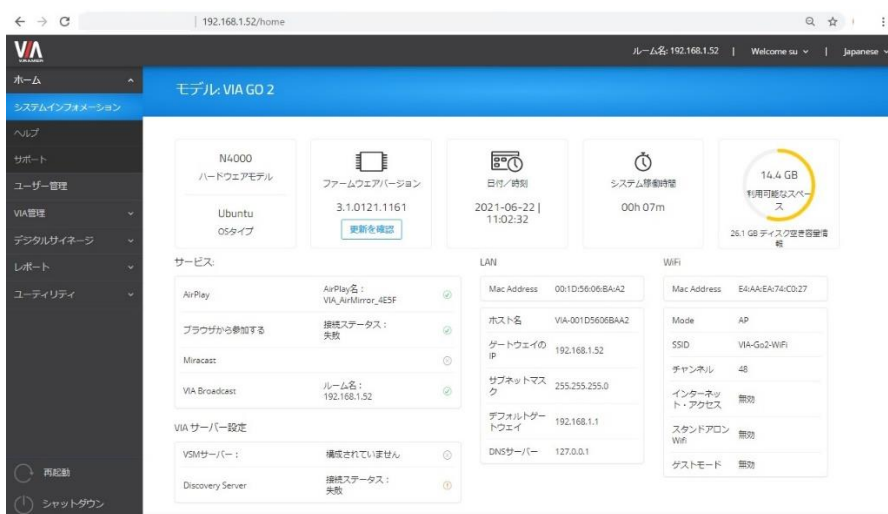 192.168.1.52/home
VIA
KRAMER
ルーム名: 192.168.1.52 | Welcome su | Japanese
ホーム
システムインフォメーション
ヘルプ
サポート
ユーザー管理
VIA管理
デジタルサイネージ
レポート
ユーティリティ
再起動
シャットダウン
モデル: VIA GO 2
N4000
ハードウェアモデル
Ubuntu
OSタイプ
ファームウェアバージョン
3.1.0121.1161
更新を確認
日付／時刻
2021-06-22 |
11:02:32
システム稼働時間
00h 07m
14.4 GB
利用可能なスペー
ス
26.1 GB ディスク空き容量情
報
サービス:
AirPlay
AirPlay名：
VIA_AirMirror_4E5F
ブラウザから参加する
接続ステータス：
失敗
Miracast
VIA Broadcast
ルーム名：
192.168.1.52
VIA サーバー設定
VSMサーバー：
構成されていません
Discovery Server
接続ステータス：
失敗
LAN
Mac Address 00:1D:56:06:BA:A2
ホスト名 VIA-001D5606BAA2
ゲートウェイの
IP
192.168.1.52
サブネットマス
ク
255.255.255.0
デフォルトゲー
トウェイ
192.168.1.1
DNSサーバー 127.0.0.1
WiFi
Mac Address E4:AA:EA:74:C0:27
Mode AP
SSID VIA-Go2-WiFi
チャンネル 48
インターネッ
ト・アクセス
無効
スタンドアロン
Wifi
無効
ゲストモード 無効